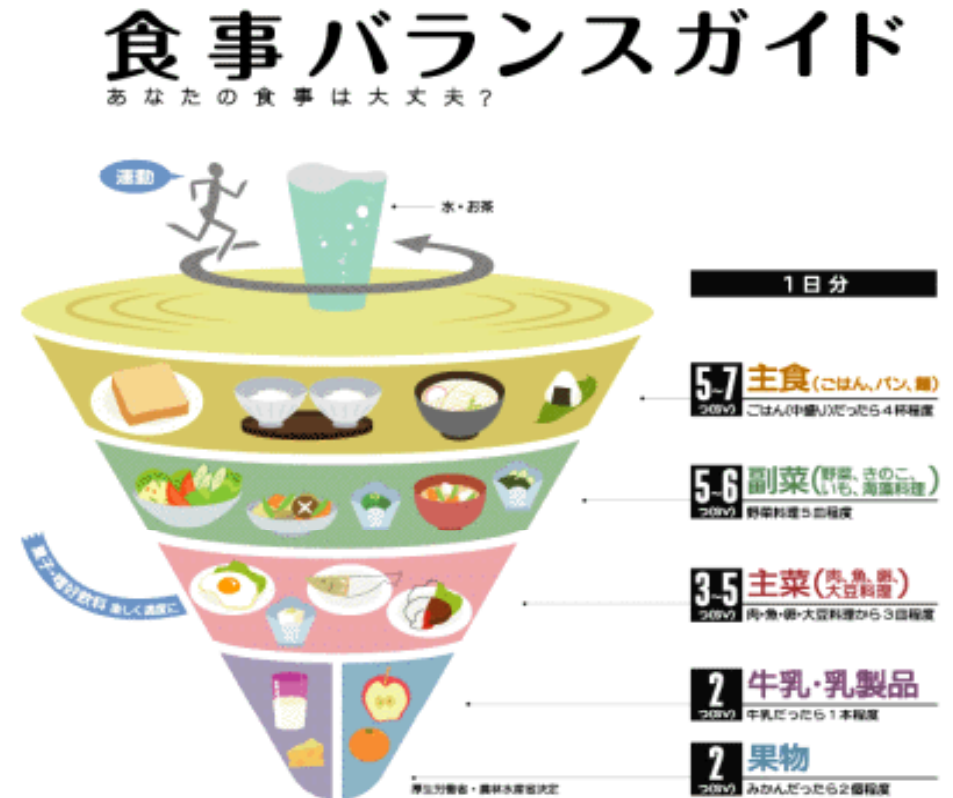 食事バランスガイド
あなたの食事は大丈夫?
運動
水・お茶
1日分
5~7 つ(SV) 主食(ごはん、パン、麺)
ごはん(中盛り)だったら4杯程度
5~6 つ(SV) 副菜(野菜、きのこ、いも、海藻料理)
野菜料理5皿程度
菓子・嗜好飲料 楽しく適度に
3~5 つ(SV) 主菜(肉、魚、卵、大豆料理)
肉・魚・卵・大豆料理から3皿程度
2 つ(SV) 牛乳・乳製品
牛乳だったら1本程度
2 つ(SV) 果物
みかんだったら2個程度
厚生労働省・農林水産省決定